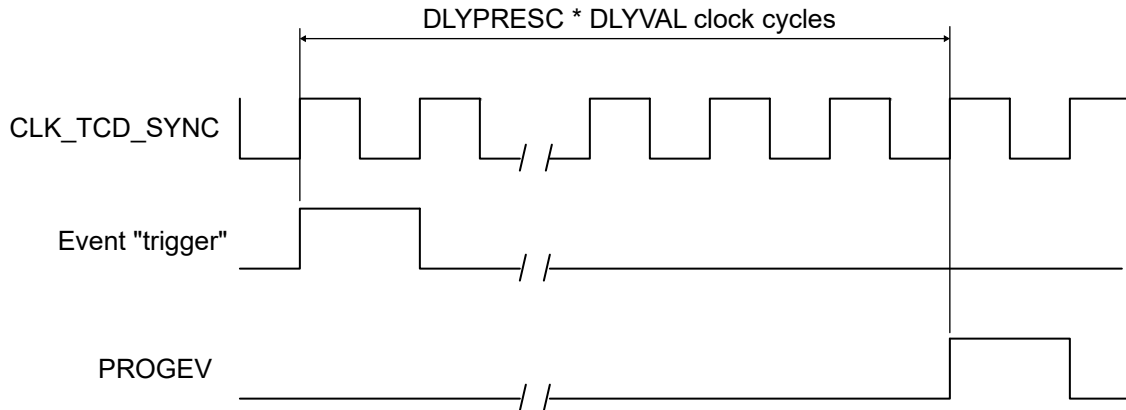 DLYPRESC * DLYVAL clock cycles
CLK_TCD_SYNC
Event "trigger"
PROGEV